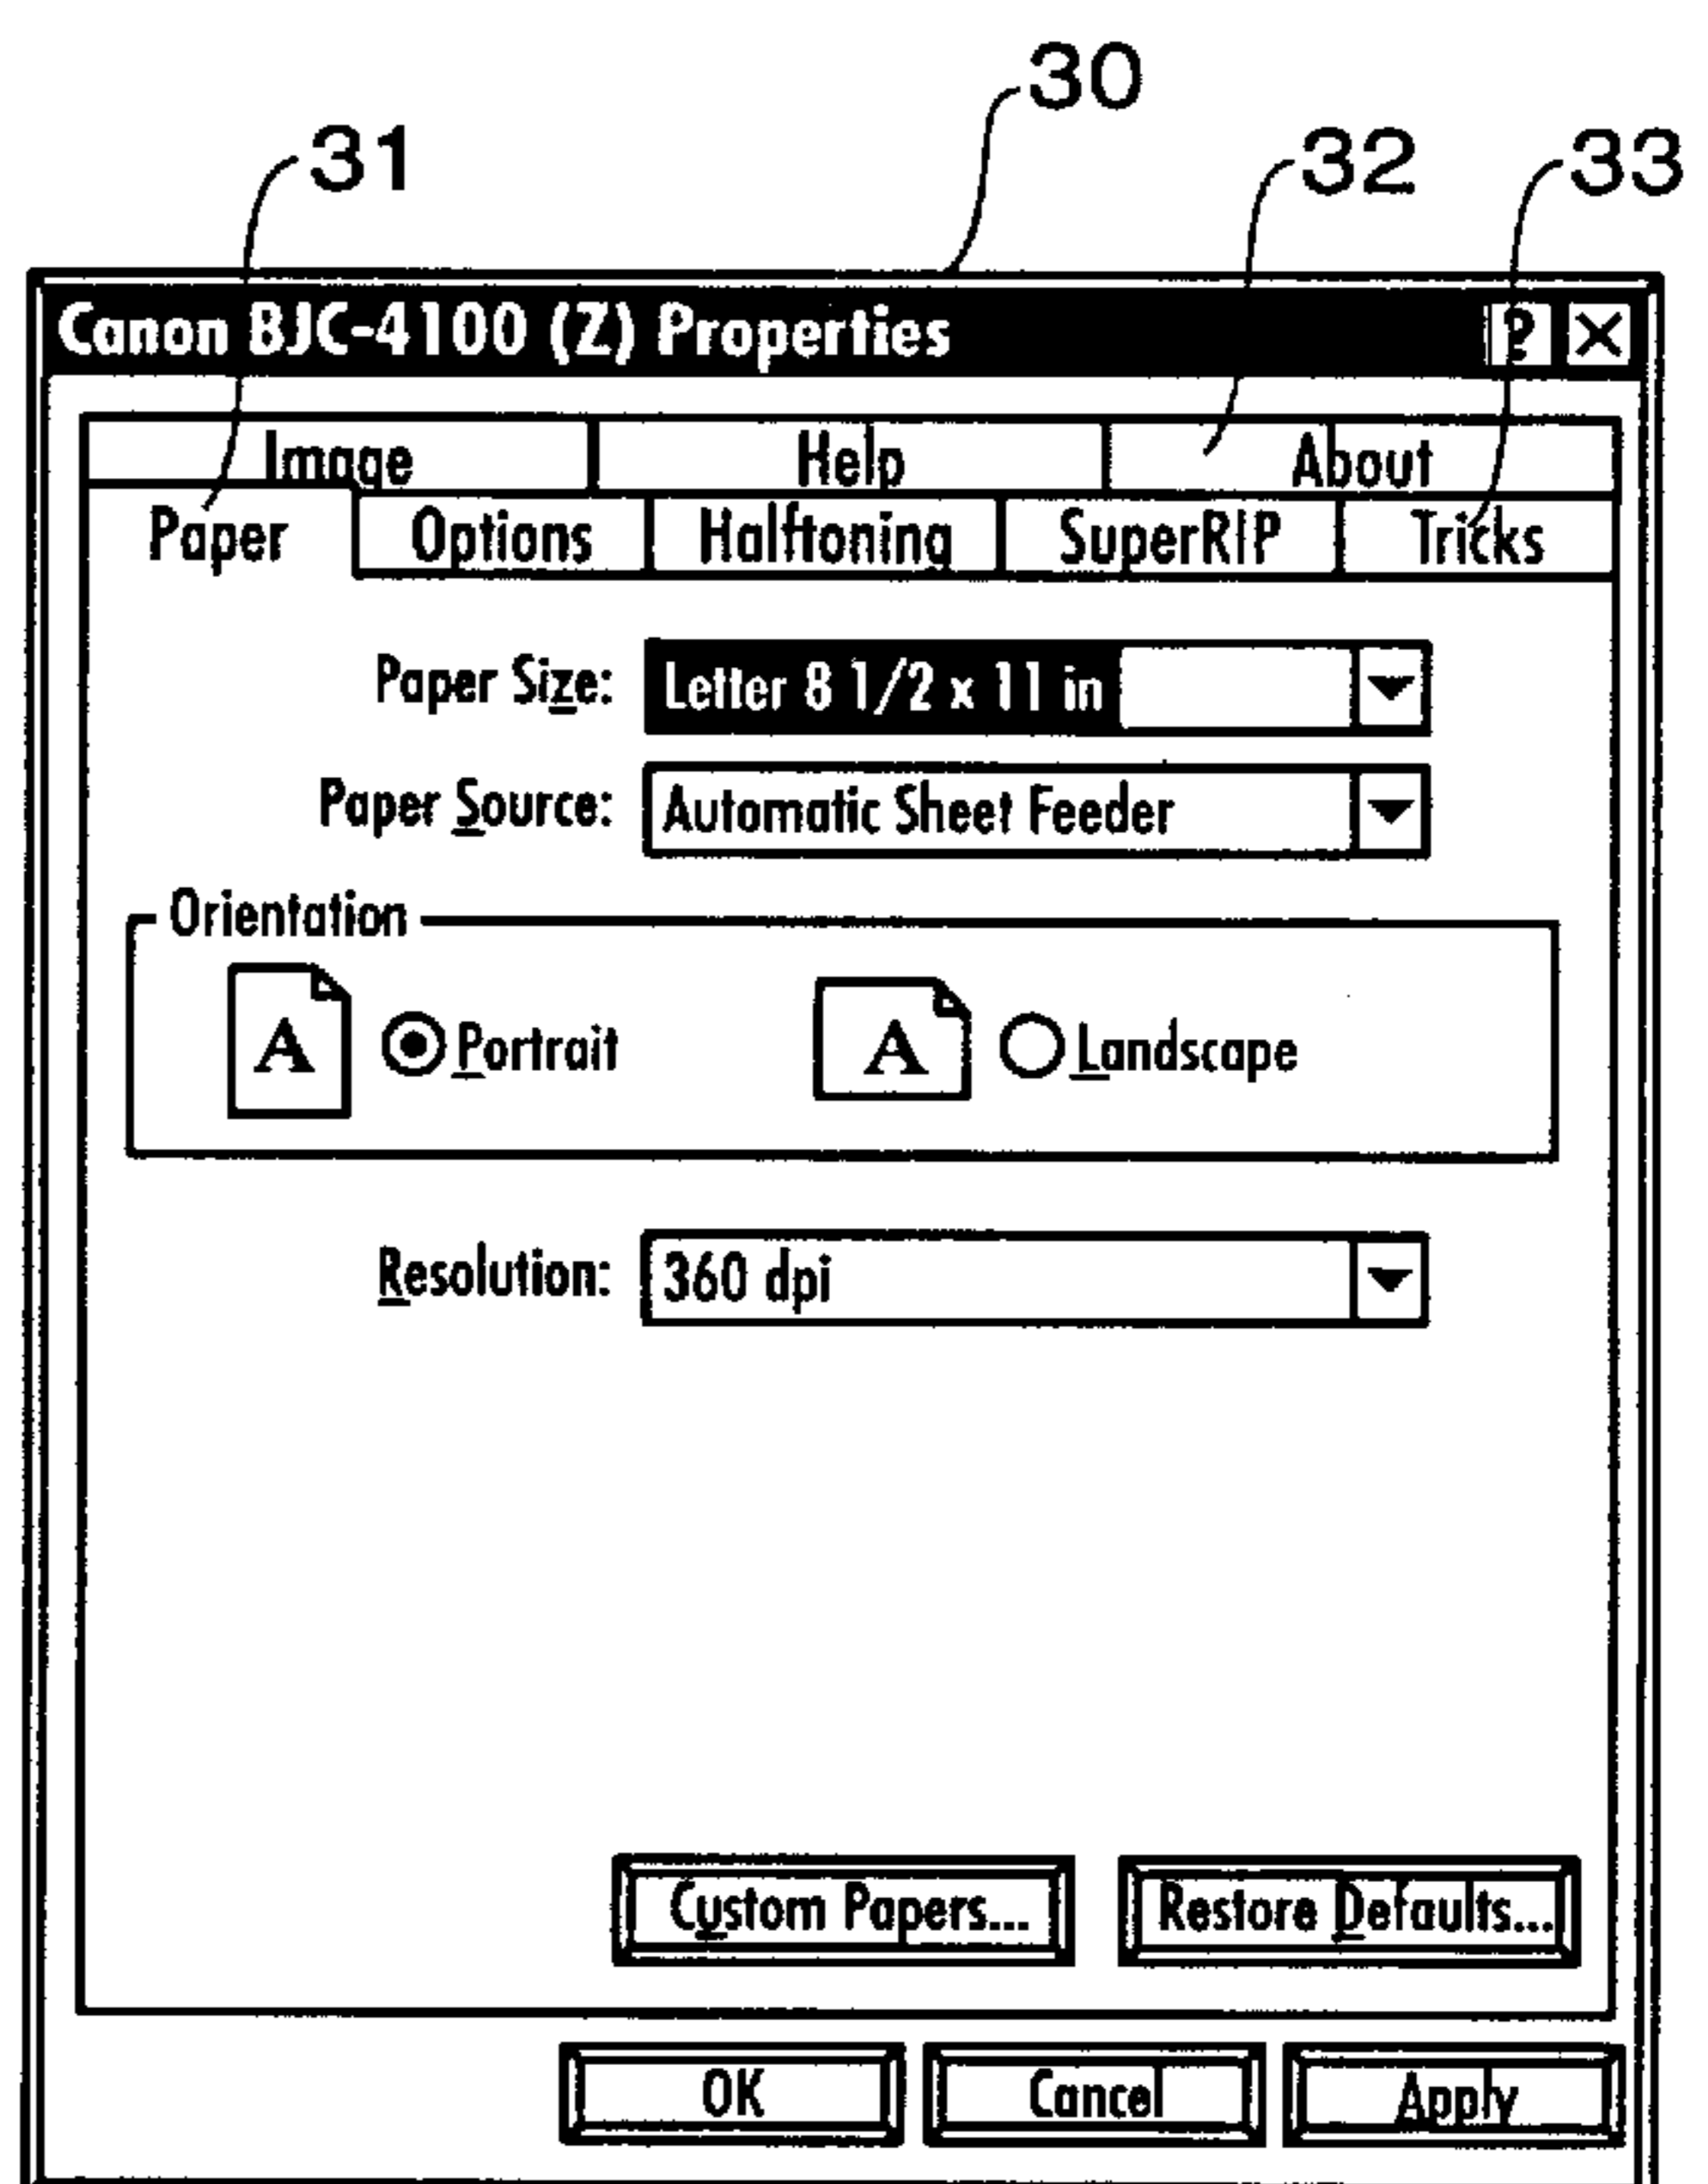 30
31
32
33
Canon BJC-4100 (Z) Properties ? X
Image Help About
Paper Options Halftoning SuperRIP Tricks
Paper Size: Letter 8 1/2 x 11 in
Paper Source: Automatic Sheet Feeder
Orientation
A Portrait A Landscape
Resolution: 360 dpi
Custom Papers... Restore Defaults...
OK Cancel Apply